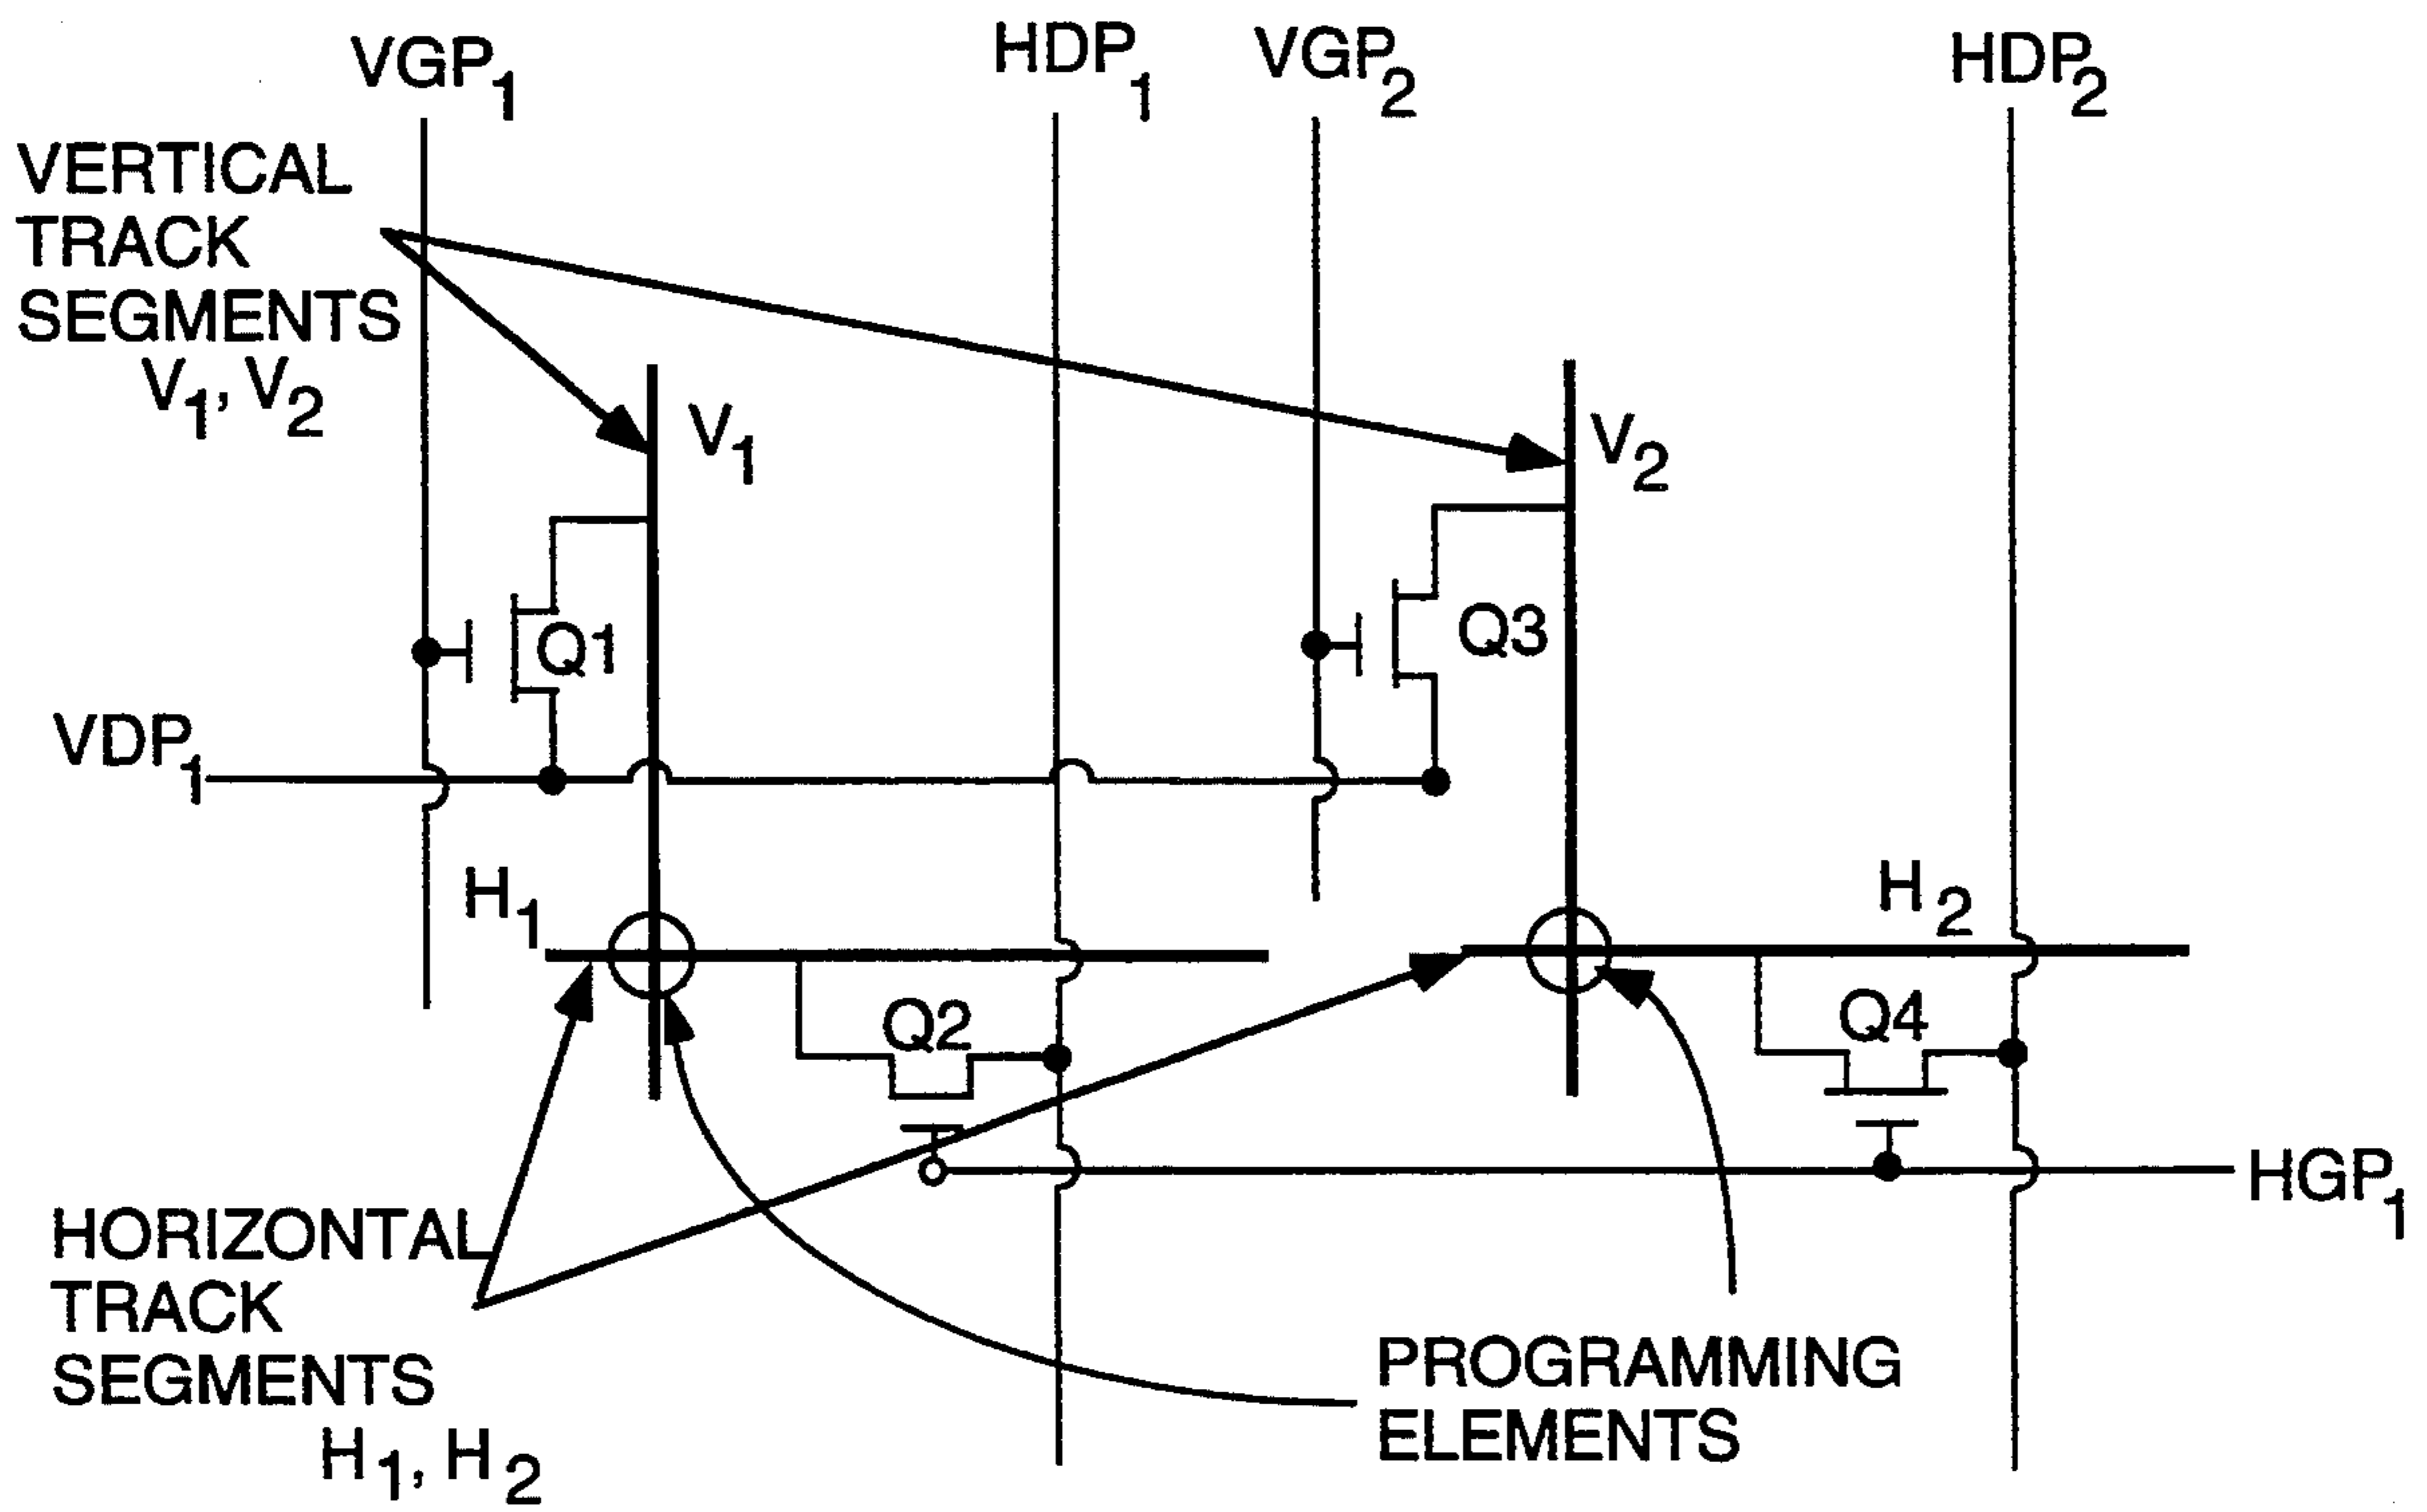 VGP1
HDP1
VGP2
HDP2
VERTICAL
TRACK
SEGMENTS
V1, V2
V1
V2
Q1
Q3
VDP1
H1
H2
Q2
Q4
HGP1
HORIZONTAL
TRACK
SEGMENTS
H1, H2
PROGRAMMING
ELEMENTS